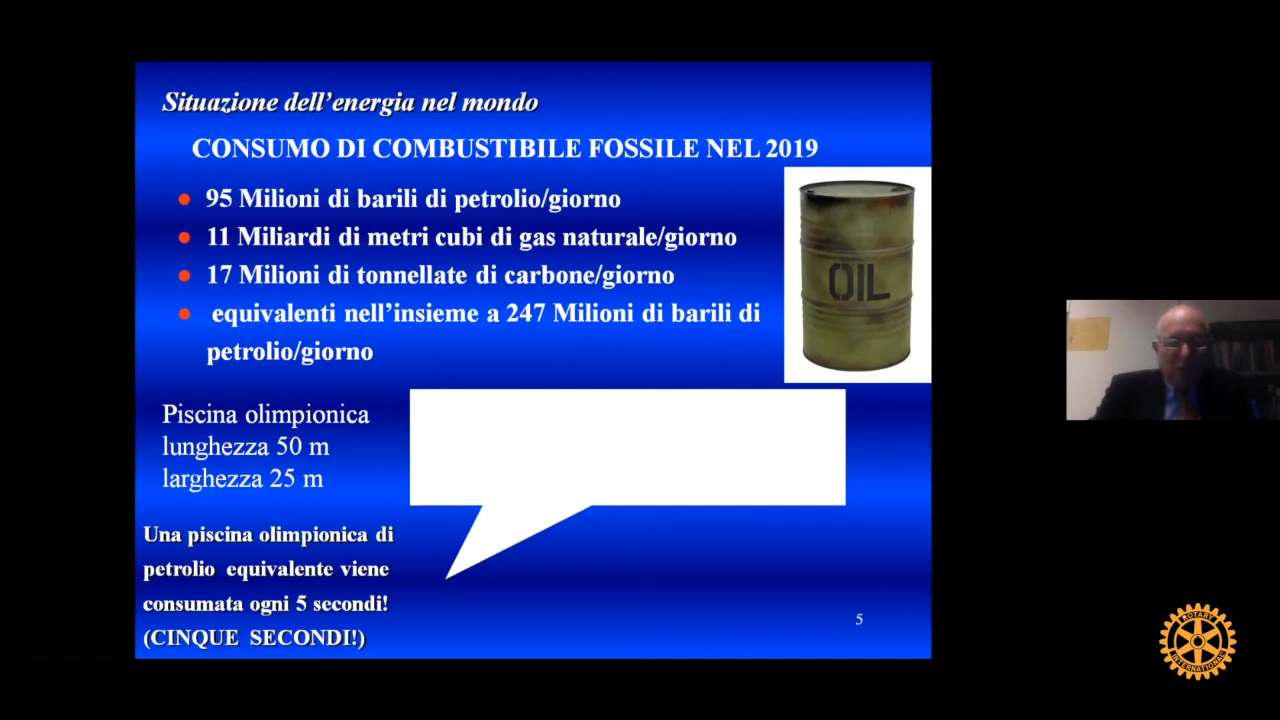 Situazione dell’energia nel mondo
CONSUMO DI COMBUSTIBILE FOSSILE NEL 2019
95 Milioni di barili di petrolio/giorno
11 Miliardi di metri cubi di gas naturale/giorno
17 Milioni di tonnellate di carbone/giorno
equivalenti nell’insieme a 247 Milioni di barili di
petrolio/giorno
OIL
Piscina olimpionica
lunghezza 50 m
larghezza 25 m
Una piscina olimpionica di
petrolio equivalente viene
consumata ogni 5 secondi!
(CINQUE SECONDI!)
5
ROTARY
INTERNATIONAL